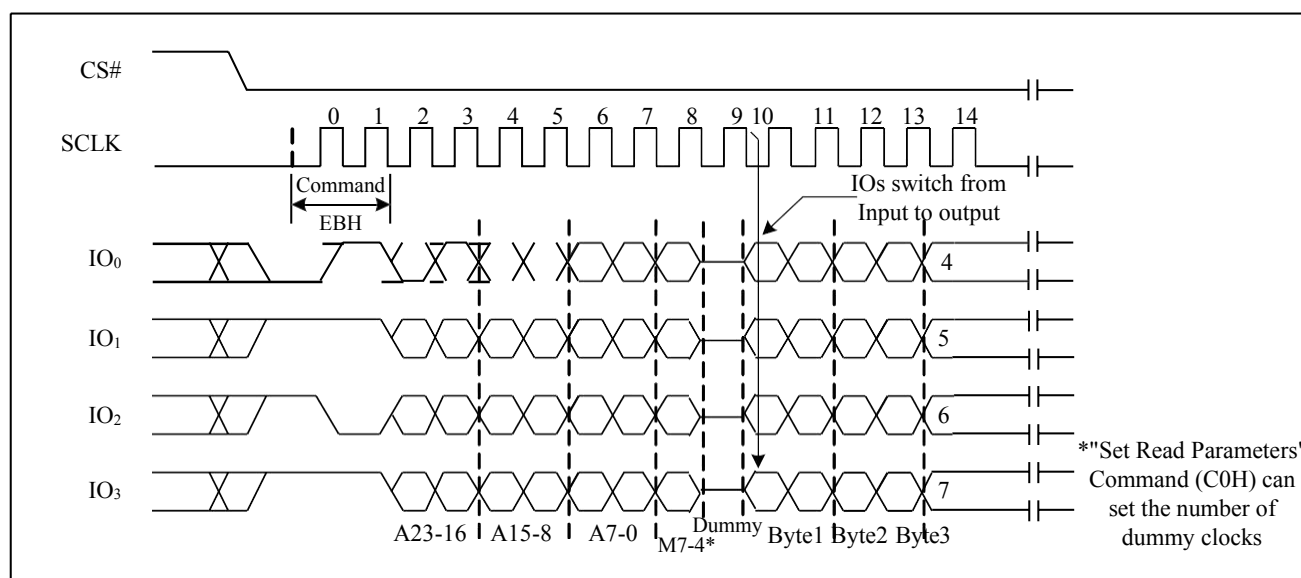 CS#
0 1 2 3 4 5 6 7 8 9 10 11 12 13 14
SCLK
Command
EBH
IOs switch from
Input to output
IO₀
4
IO₁
5
IO₂
6
IO₃
7
*"Set Read Parameters"
Command (C0H) can
set the number of
dummy clocks
A23-16 A15-8 A7-0 M7-4* Dummy Byte1 Byte2 Byte3